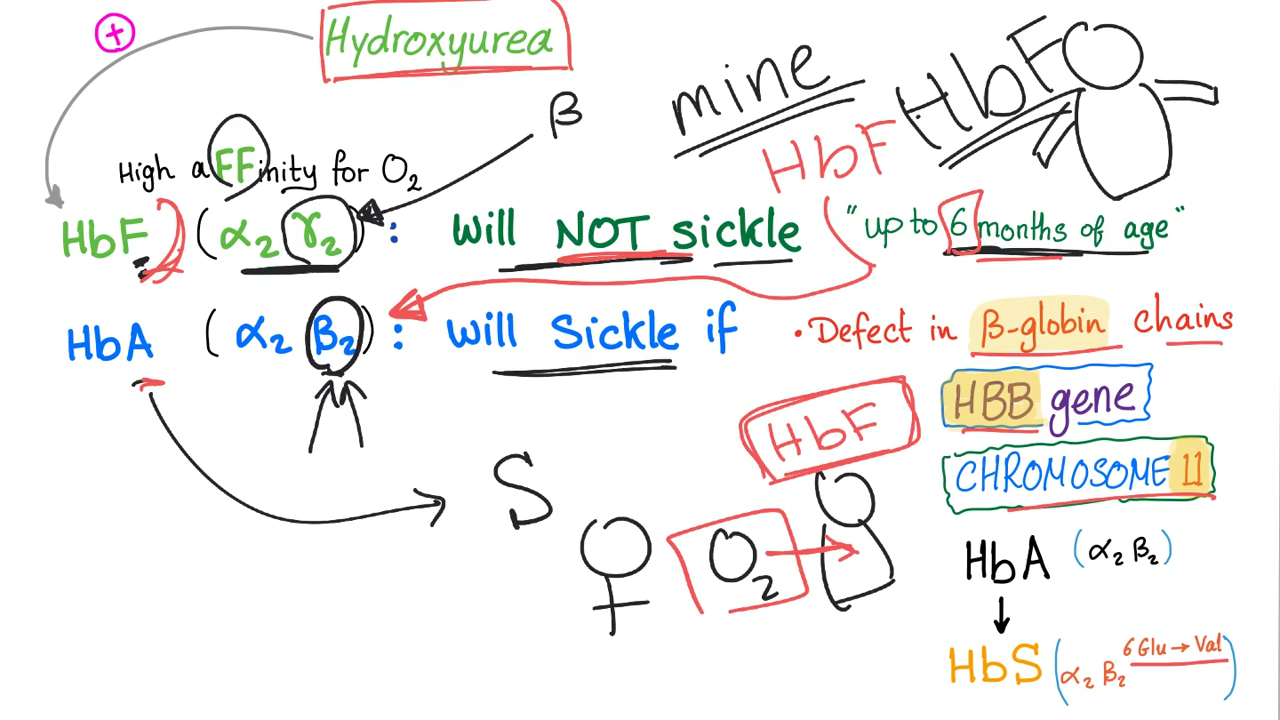 +
Hydroxyurea
mine
HbF
β
HbF
High aFFinity for O₂
HbF (α₂ γ₂) : Will NOT sickle "up to 6 months of age"
HbA (α₂ β₂) : Will Sickle if • Defect in β-globin chains
HBB gene
HbF
CHROMOSOME 11
S
O₂
HbA (α₂ β₂)
↓
HbS (α₂ β₂ 6 Glu → Val)